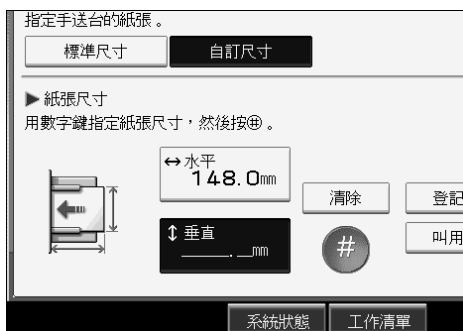 指定手送台的紙張。
標準尺寸
自訂尺寸
▶紙張尺寸
用數字鍵指定紙張尺寸，然後按⊕。
↔水平
148.0mm
清除
登記
↕垂直
____.__mm
#
叫用
系統狀態
工作清單